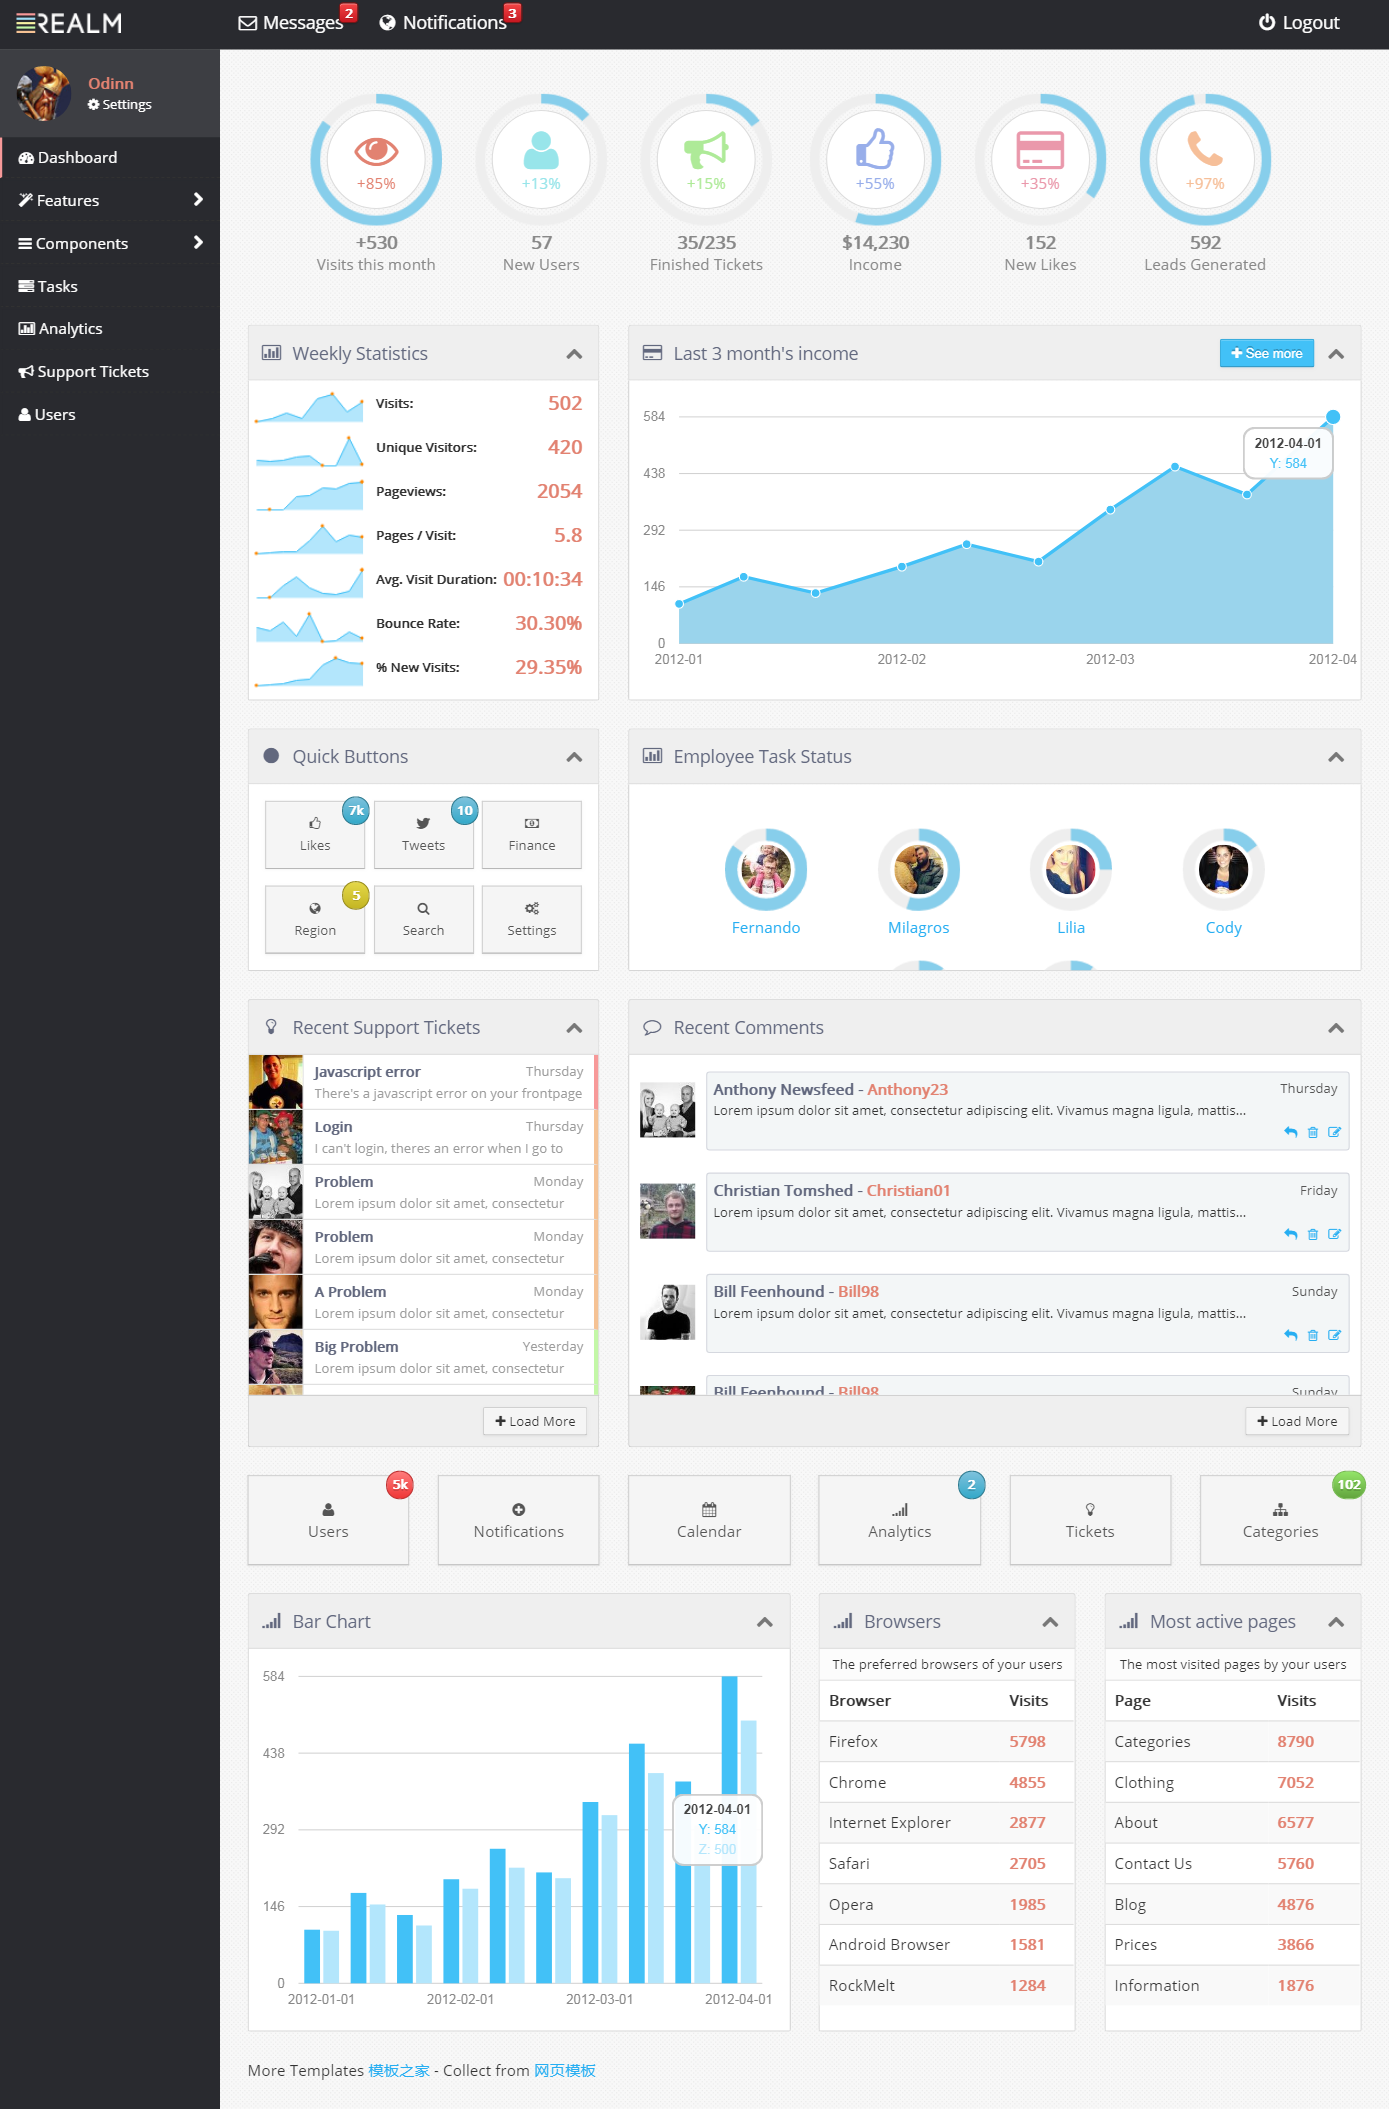 REALM
Messages 2
Notifications 3
Logout
Odinn
Settings
Dashboard
Features
Components
Tasks
Analytics
Support Tickets
Users
+85%
+13%
+15%
+55%
+35%
+97%
+530
57
35/235
$14,230
152
592
Visits this month
New Users
Finished Tickets
Income
New Likes
Leads Generated
Weekly Statistics
Visits: 502
Unique Visitors: 420
Pageviews: 2054
Pages / Visit: 5.8
Avg. Visit Duration: 00:10:34
Bounce Rate: 30.30%
% New Visits: 29.35%
Last 3 month's income
See more
584
438
292
146
0
2012-01
2012-02
2012-03
2012-04
2012-04-01
Y: 584
Quick Buttons
7k
Likes
10
Tweets
Finance
5
Region
Search
Settings
Employee Task Status
Fernando
Milagros
Lilia
Cody
Recent Support Tickets
Javascript error Thursday
There's a javascript error on your frontpage
Login Thursday
I can't login, theres an error when I go to
Problem Monday
Lorem ipsum dolor sit amet, consectetur
Problem Monday
Lorem ipsum dolor sit amet, consectetur
A Problem Monday
Lorem ipsum dolor sit amet, consectetur
Big Problem Yesterday
Lorem ipsum dolor sit amet, consectetur
Load More
Recent Comments
Anthony Newsfeed - Anthony23 Thursday
Lorem ipsum dolor sit amet, consectetur adipiscing elit. Vivamus magna ligula, mattis...
Christian Tomshed - Christian01 Friday
Lorem ipsum dolor sit amet, consectetur adipiscing elit. Vivamus magna ligula, mattis...
Bill Feenhound - Bill98 Sunday
Lorem ipsum dolor sit amet, consectetur adipiscing elit. Vivamus magna ligula, mattis...
Bill Feenhound - Bill98 Sunday
Load More
5k
Users
Notifications
Calendar
2
Analytics
Tickets
102
Categories
Bar Chart
584
438
292
146
0
2012-01-01
2012-02-01
2012-03-01
2012-04-01
2012-04-01
Y: 584
Z: 500
Browsers
The preferred browsers of your users
Browser Visits
Firefox 5798
Chrome 4855
Internet Explorer 2877
Safari 2705
Opera 1985
Android Browser 1581
RockMelt 1284
Most active pages
The most visited pages by your users
Page Visits
Categories 8790
Clothing 7052
About 6577
Contact Us 5760
Blog 4876
Prices 3866
Information 1876
More Templates 模板之家 - Collect from 网页模板